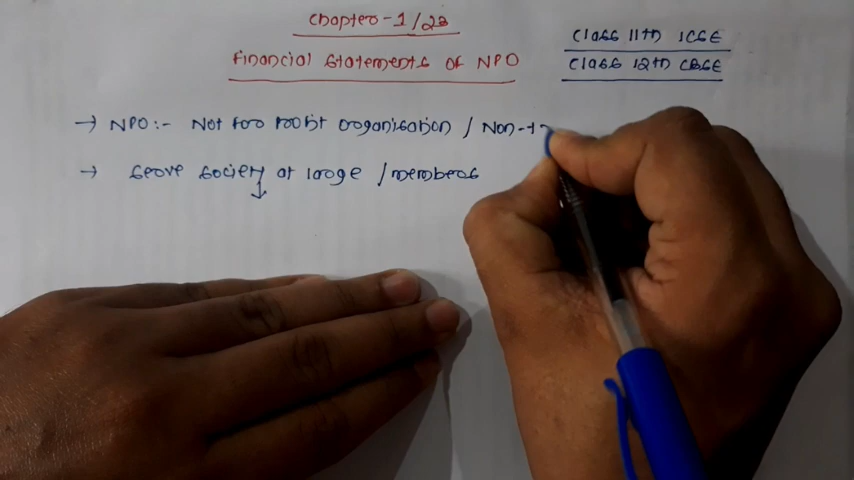 Chapter-1/23
Financial Statements of NPO
Class 11th ICSE
Class 12th CBSE
→ NPO:- Not for Profit organisation / Non-t
→ Serve Society at large / members